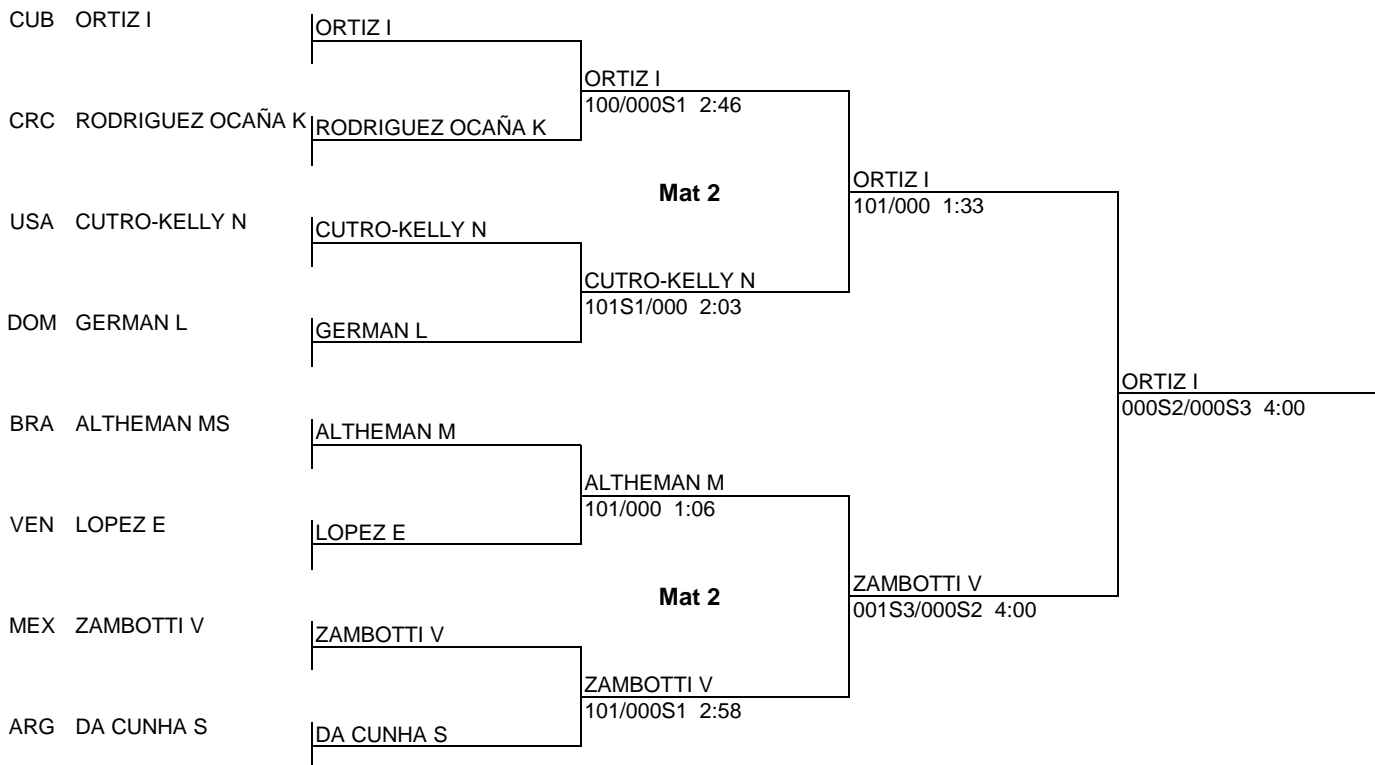 CUB ORTIZ I
ORTIZ I
ORTIZ I
100/000S1 2:46
CRC RODRIGUEZ OCAÑA K
RODRIGUEZ OCAÑA K
Mat 2
ORTIZ I
101/000 1:33
USA CUTRO-KELLY N
CUTRO-KELLY N
CUTRO-KELLY N
101S1/000 2:03
DOM GERMAN L
GERMAN L
ORTIZ I
000S2/000S3 4:00
BRA ALTHEMAN MS
ALTHEMAN M
ALTHEMAN M
101/000 1:06
VEN LOPEZ E
LOPEZ E
Mat 2
ZAMBOTTI V
001S3/000S2 4:00
MEX ZAMBOTTI V
ZAMBOTTI V
ZAMBOTTI V
101/000S1 2:58
ARG DA CUNHA S
DA CUNHA S